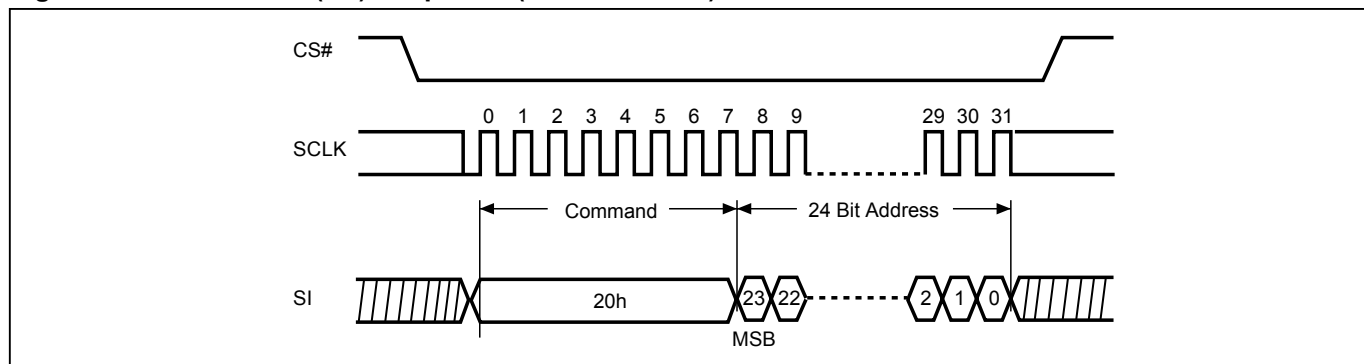 CS#
0 1 2 3 4 5 6 7 8 9 29 30 31
SCLK
Command 24 Bit Address
SI 20h 23 22 2 1 0
MSB